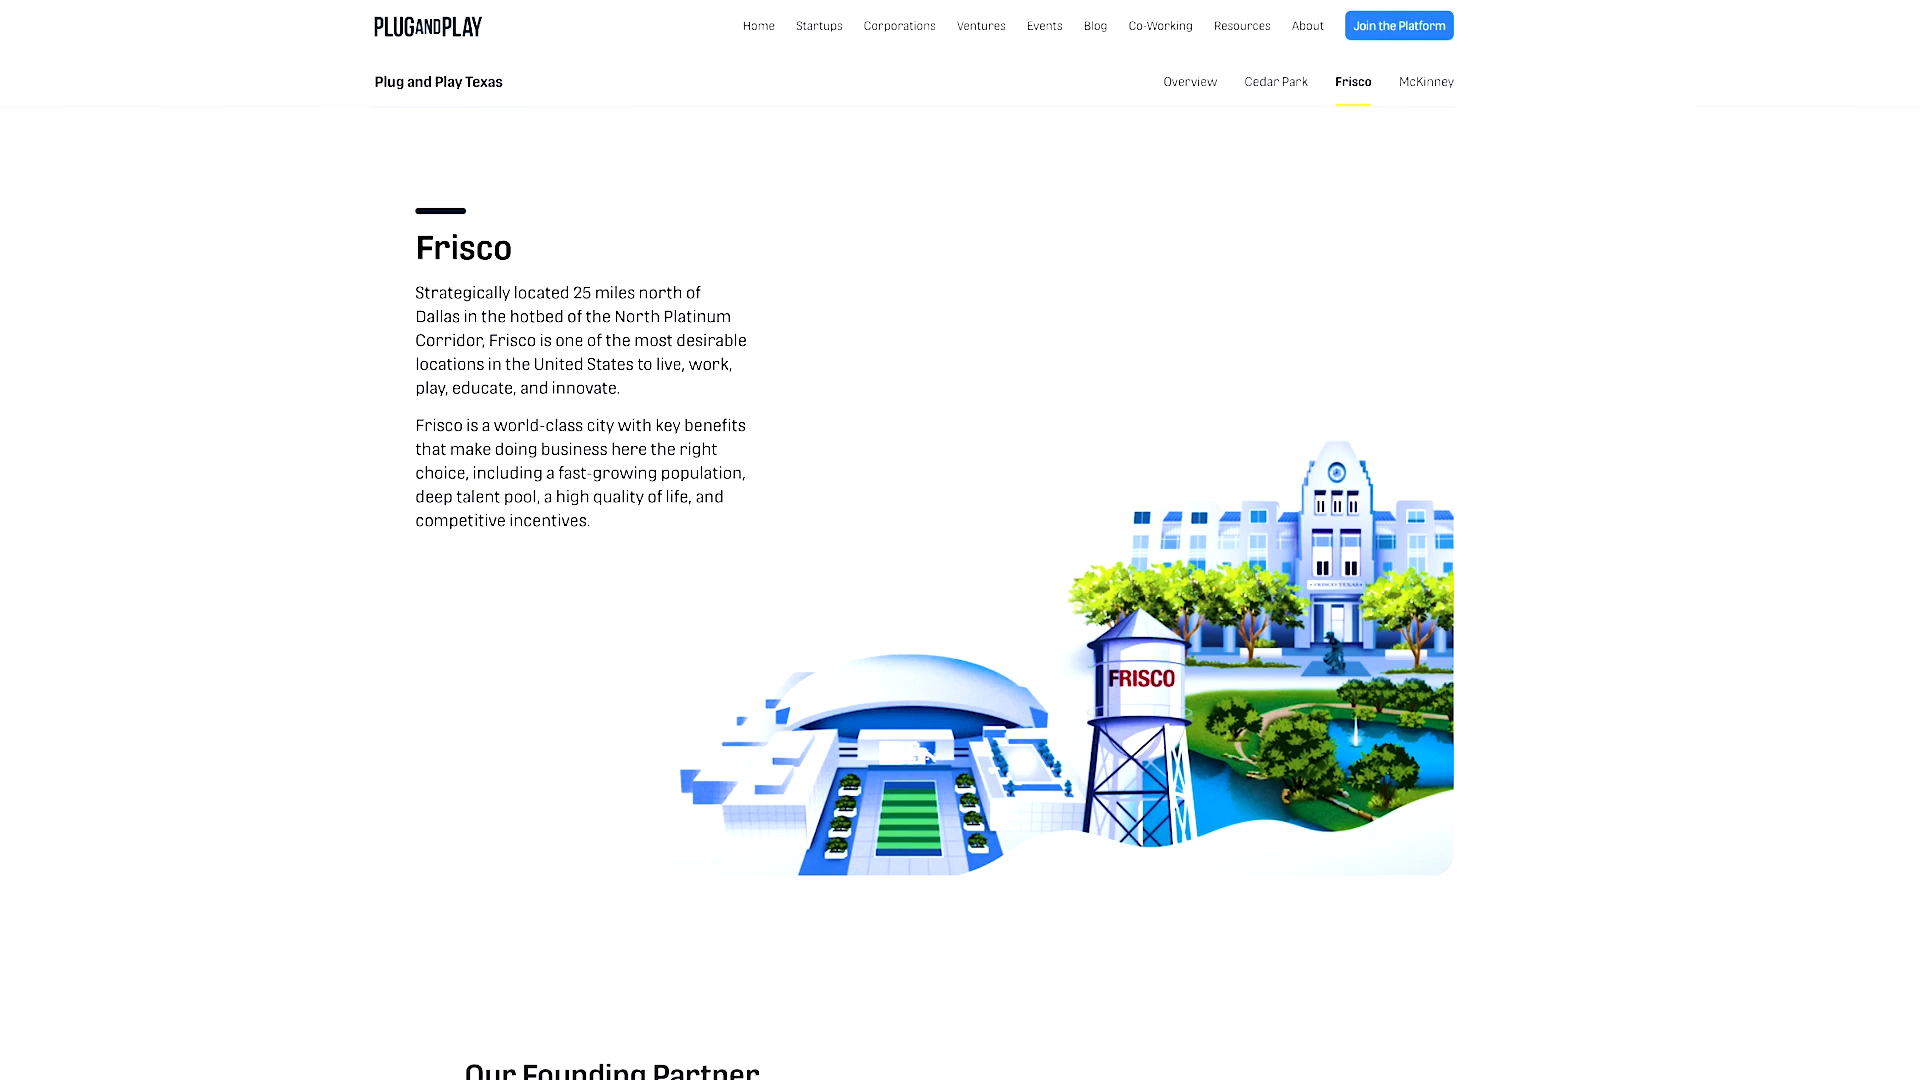 PLUGANDPLAY
Home Startups Corporations Ventures Events Blog Co-Working Resources About Join the Platform
Plug and Play Texas
Overview Cedar Park Frisco McKinney
Frisco
Strategically located 25 miles north of
Dallas in the hotbed of the North Platinum
Corridor, Frisco is one of the most desirable
locations in the United States to live, work,
play, educate, and innovate.
Frisco is a world-class city with key benefits
that make doing business here the right
choice, including a fast-growing population,
deep talent pool, a high quality of life, and
competitive incentives.
FRISCO TEXAS
FRISCO
Our Founding Partner